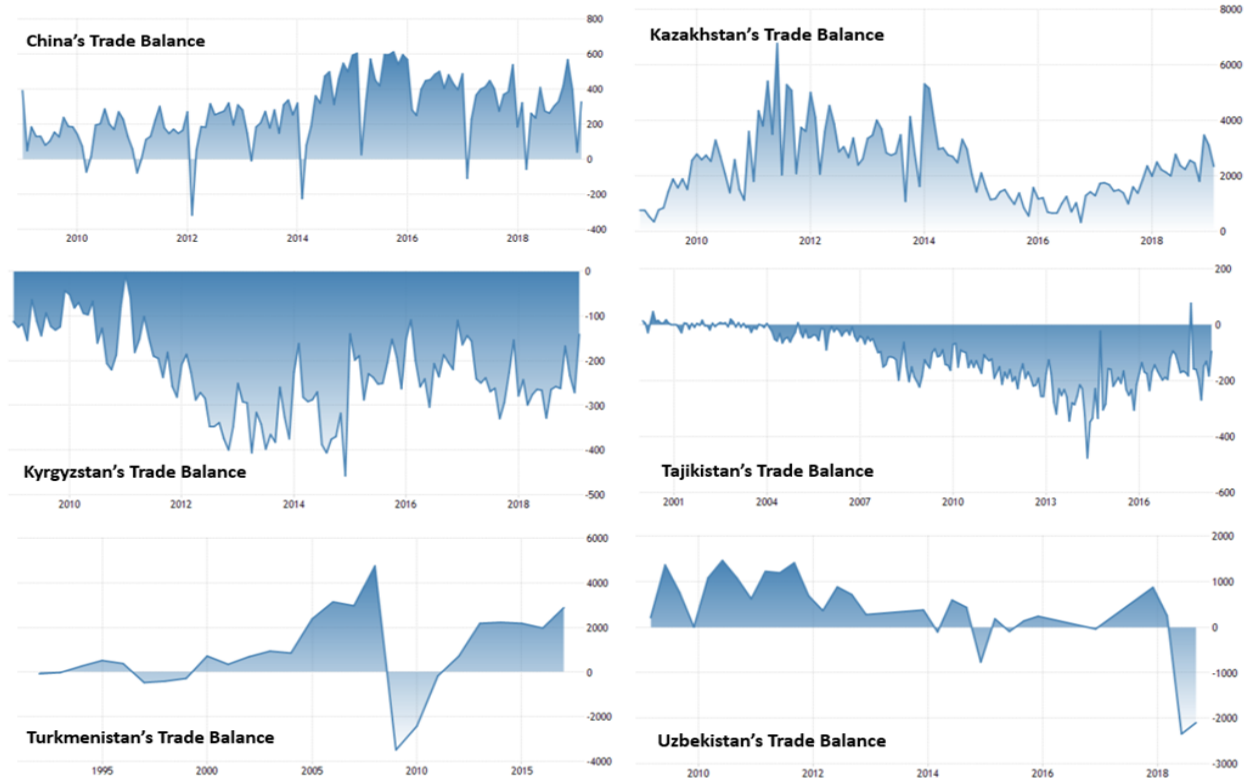 China's Trade Balance
800
600
400
200
0
-200
-400
2010 2012 2014 2016 2018
Kazakhstan's Trade Balance
8000
6000
4000
2000
0
2010 2012 2014 2016 2018
Kyrgyzstan's Trade Balance
0
-100
-200
-300
-400
-500
2010 2012 2014 2016 2018
Tajikistan's Trade Balance
200
0
-200
-400
-600
2001 2004 2007 2010 2013 2016
Turkmenistan's Trade Balance
6000
4000
2000
0
-2000
-4000
1995 2000 2005 2010 2015
Uzbekistan's Trade Balance
2000
1000
0
-1000
-2000
-3000
2010 2012 2014 2016 2018